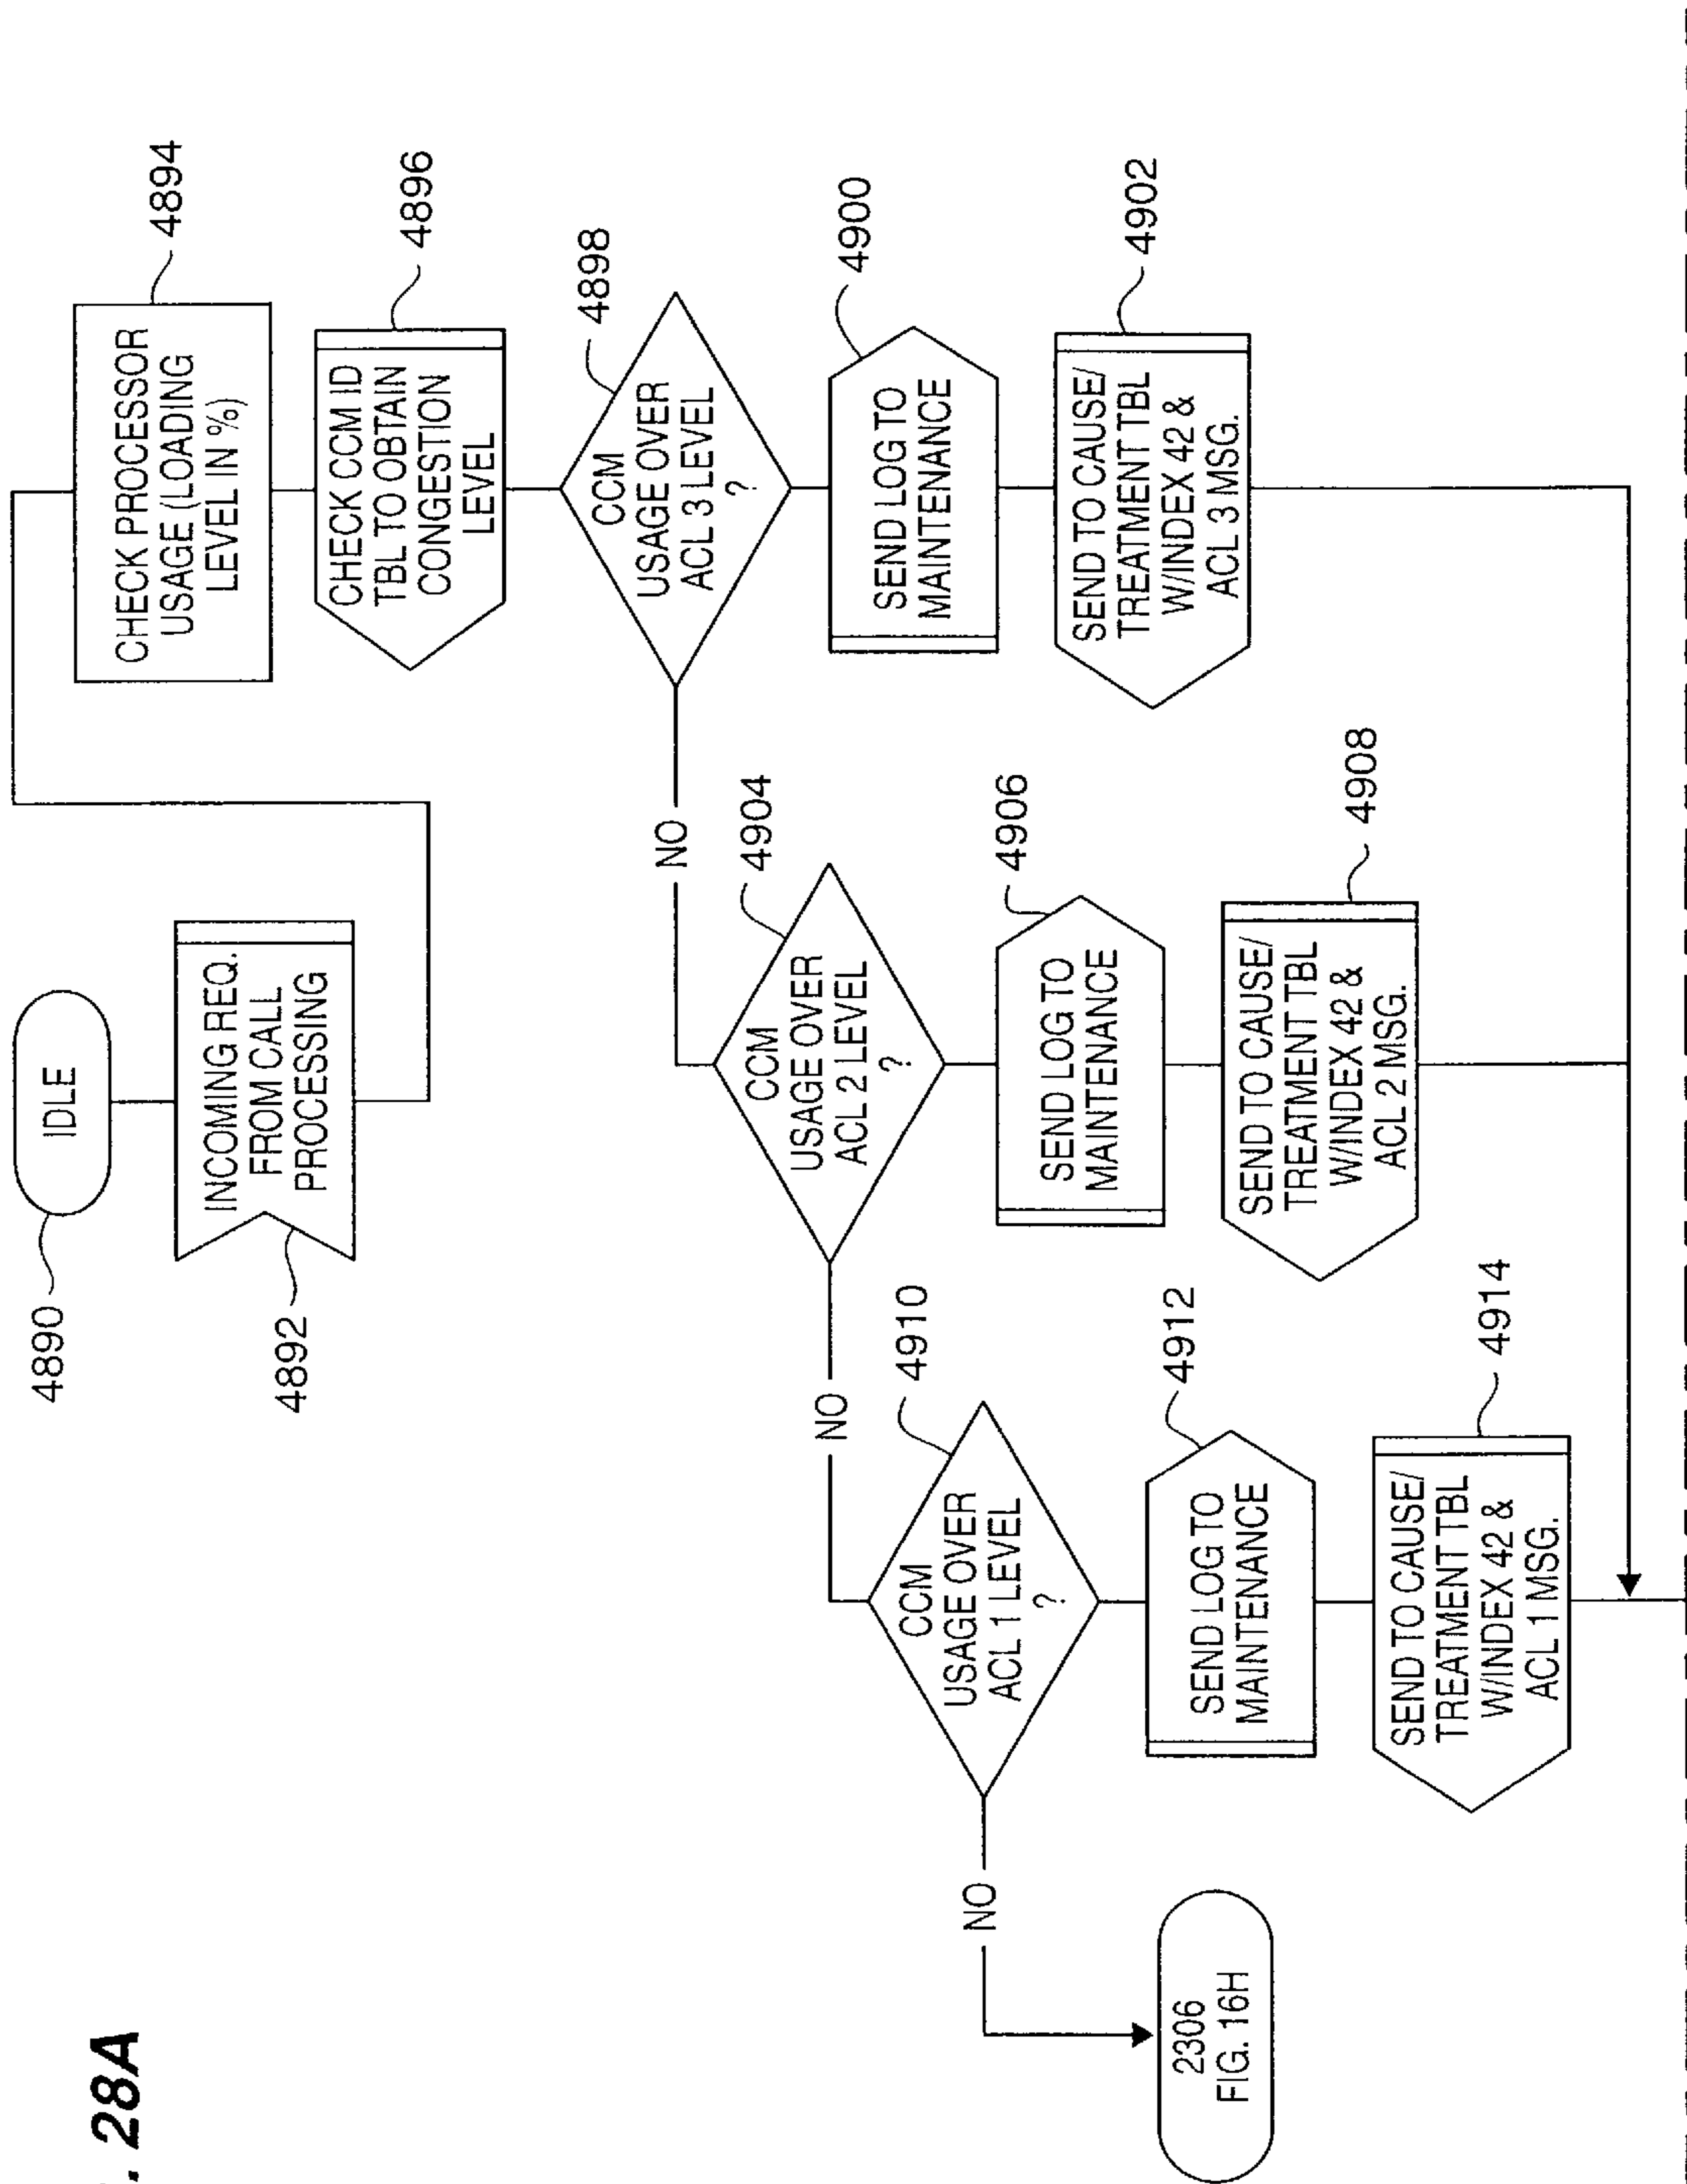 . 28A
4890
IDLE
4892
INCOMING REQ.
FROM CALL
PROCESSING
4894
CHECK PROCESSOR
USAGE (LOADING
LEVEL IN %)
4896
CHECK CCM ID
TBL TO OBTAIN
CONGESTION
LEVEL
4898
CCM
USAGE OVER
ACL 3 LEVEL
?
NO
4900
SEND LOG TO
MAINTENANCE
4902
SEND TO CAUSE/
TREATMENT TBL
W/INDEX 42 &
ACL 3 MSG.
4904
CCM
USAGE OVER
ACL 2 LEVEL
?
NO
4906
SEND LOG TO
MAINTENANCE
4908
SEND TO CAUSE/
TREATMENT TBL
W/INDEX 42 &
ACL 2 MSG.
4910
CCM
USAGE OVER
ACL 1 LEVEL
?
NO
4912
SEND LOG TO
MAINTENANCE
4914
SEND TO CAUSE/
TREATMENT TBL
W/INDEX 42 &
ACL 1 MSG.
2306
FIG. 16H